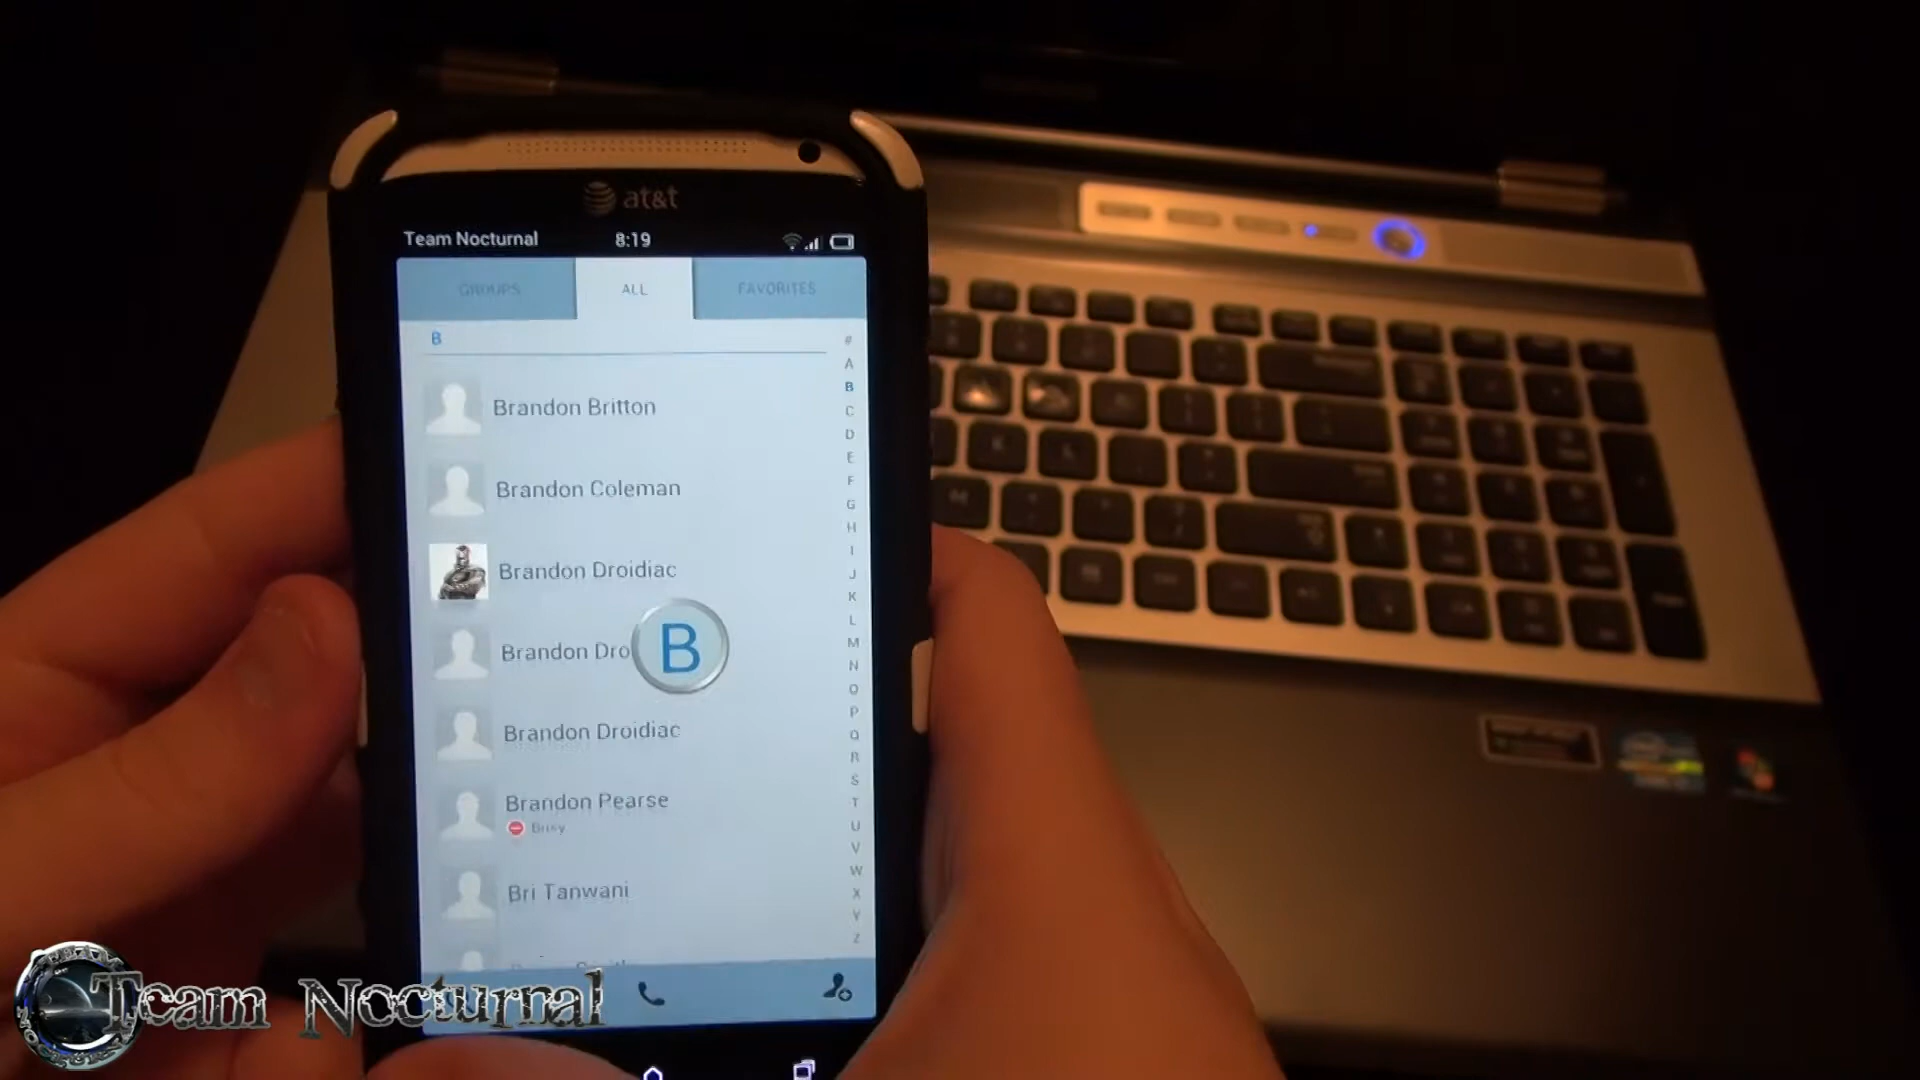 at&t
Team Nocturnal 8:19
GROUPS ALL FAVORITES
B
Brandon Britton
Brandon Coleman
Brandon Droidiac
Brandon Dro
B
Brandon Droidiac
Brandon Pearse
Busy
Bri Tanwani
#
A
B
C
D
E
F
G
H
I
J
K
L
M
N
O
P
Q
R
S
T
U
V
W
X
Y
Z
Team Nocturnal